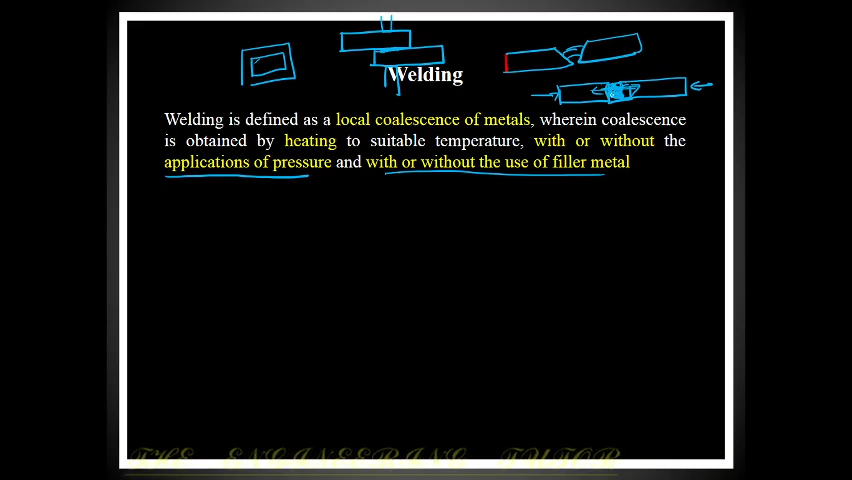 Welding
Welding is defined as a local coalescence of metals, wherein coalescence
is obtained by heating to suitable temperature, with or without the
applications of pressure and with or without the use of filler metal
THE ENGINEERING TUTOR